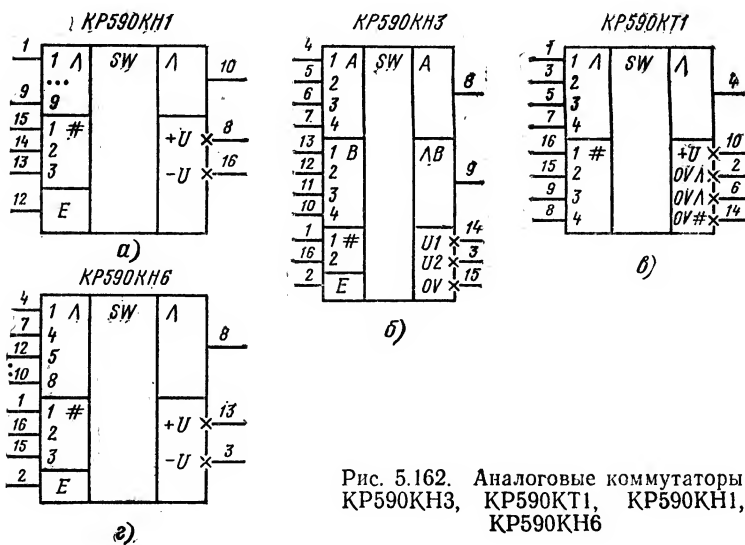 КР590КН1
1 1 Λ SW Λ 10
...
9 9
15 1 # +U 8
14 2 -U 16
13 3
12 E
а)
КР590КН3
4 1 A SW A 8
5 2
6 3
7 4
13 1 B ΛB 9
12 2
11 3
10 4
1 1 # U1 14
16 2 U2 3
2 E 0V 15
б)
КР590КТ1
1 1 Λ SW Λ 4
3 2
5 3
7 4
16 1 # +U 10
15 2 0VΛ 2
9 3 0VΛ 6
8 4 0V# 14
в)
КР590КН6
4 1 Λ SW Λ 8
7 4
12 5
:
10 8
1 1 # +U 13
16 2
15 3 -U 3
2 E
г)
Рис. 5.162. Аналоговые коммутаторы
КР590КН3, КР590КТ1, КР590КН1,
КР590КН6